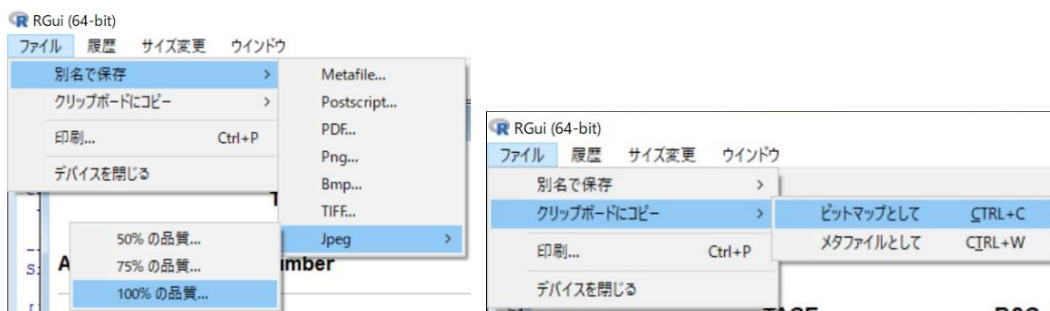 RGui (64-bit)
ファイル 履歴 サイズ変更 ウインドウ
別名で保存 >
クリップボードにコピー >
印刷... Ctrl+P
デバイスを閉じる
Metafile...
Postscript...
PDF...
Png...
Bmp...
TIFF...
Jpeg >
50% の品質...
75% の品質...
100% の品質...
RGui (64-bit)
ファイル 履歴 サイズ変更 ウインドウ
別名で保存 >
クリップボードにコピー >
印刷... Ctrl+P
デバイスを閉じる
ビットマップとして CTRL+C
メタファイルとして CTRL+W